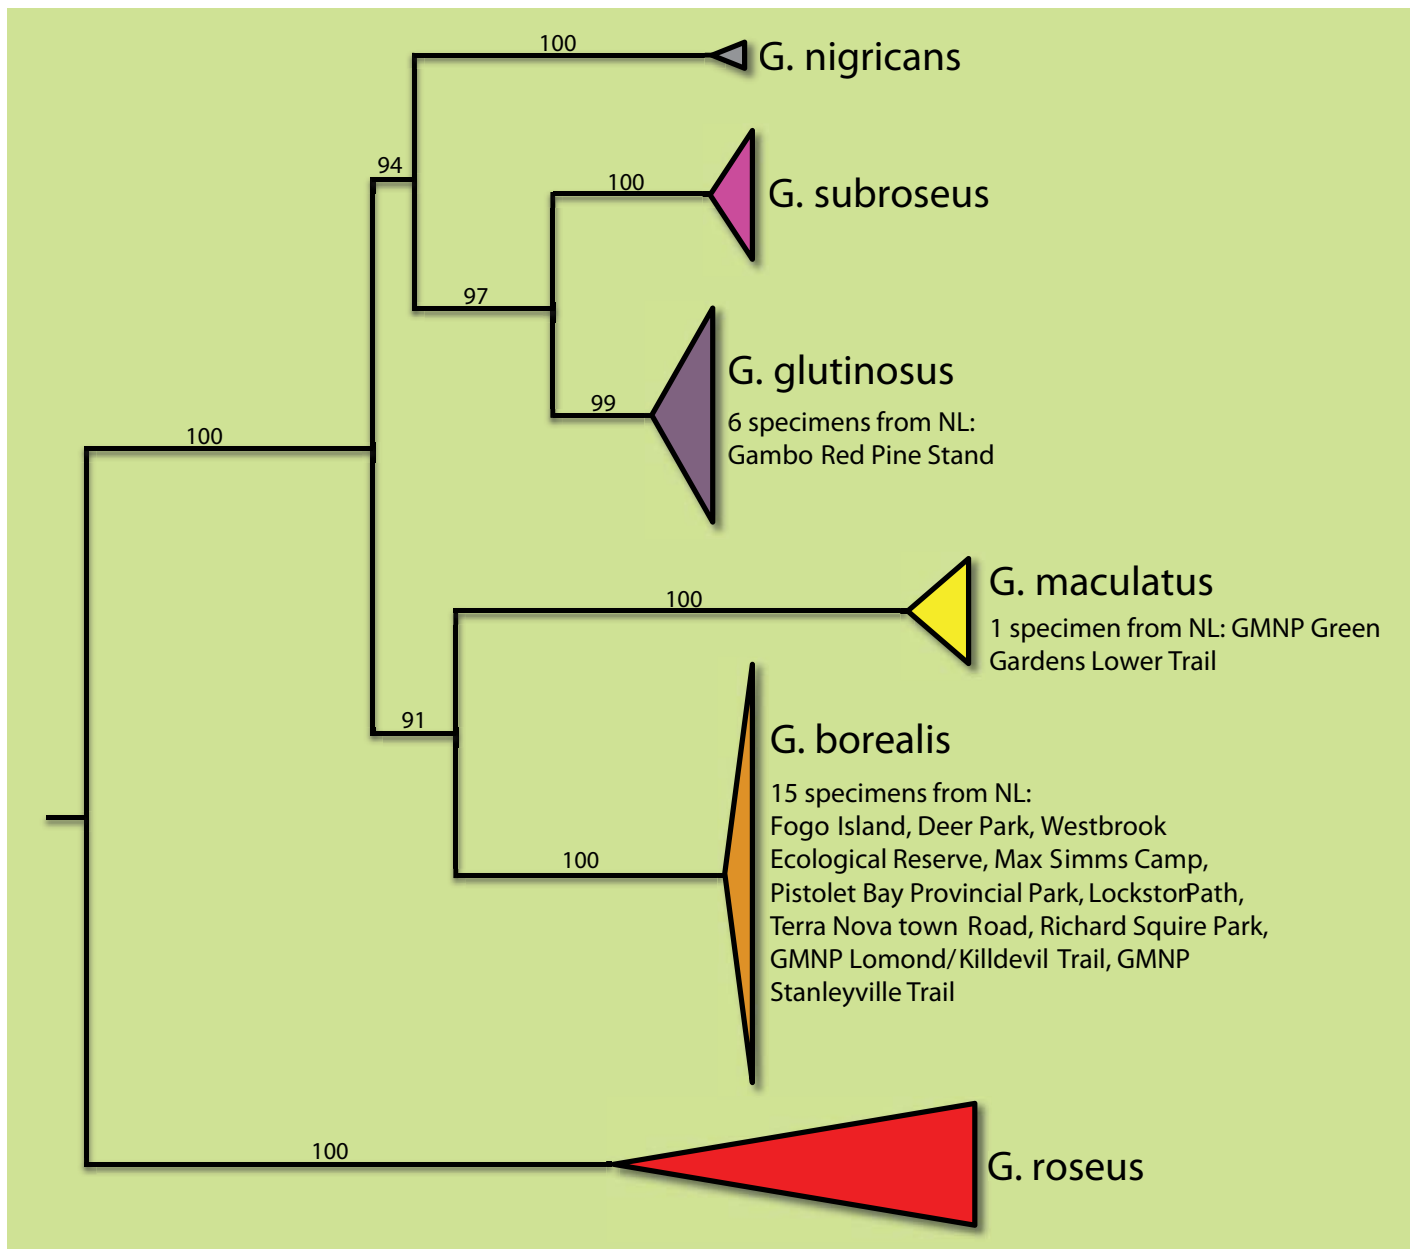 100
G. nigricans
94
100
G. subroseus
97
G. glutinosus
99
6 specimens from NL:
Gambo Red Pine Stand
100
G. maculatus
100
1 specimen from NL: GMNP Green
Gardens Lower Trail
91
G. borealis
15 specimens from NL:
Fogo Island, Deer Park, Westbrook
Ecological Reserve, Max Simms Camp,
100
Pistolet Bay Provincial Park, Lockston Path,
Terra Nova town Road, Richard Squire Park,
GMNP Lomond/Killdevil Trail, GMNP
Stanleyville Trail
100
G. roseus